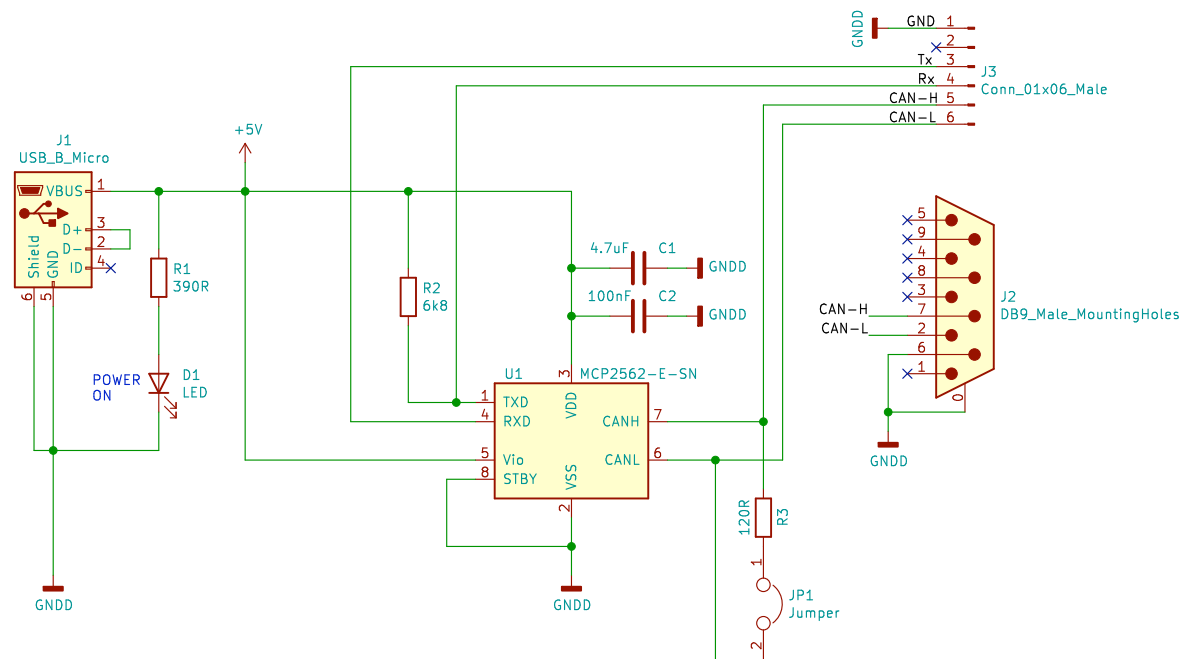 GNDD
GND 1
2
Tx 3
Rx 4
CAN-H 5
CAN-L 6
J3
Conn_01x06_Male
+5V
J1
USB_B_Micro
VBUS 1
D+ 3
D- 2
ID 4
Shield
GND
6
5
R1
390R
POWER
ON
D1
LED
GNDD
R2
6k8
4.7uF C1
GNDD
100nF C2
GNDD
U1
MCP2562-E-SN
3
VDD
1 TXD
4 RXD
5 Vio
8 STBY
CANH 7
CANL 6
VSS
2
GNDD
120R
R3
1
JP1
Jumper
2
5
9
4
8
3
CAN-H 7
CAN-L 2
6
1
0
J2
DB9_Male_MountingHoles
GNDD